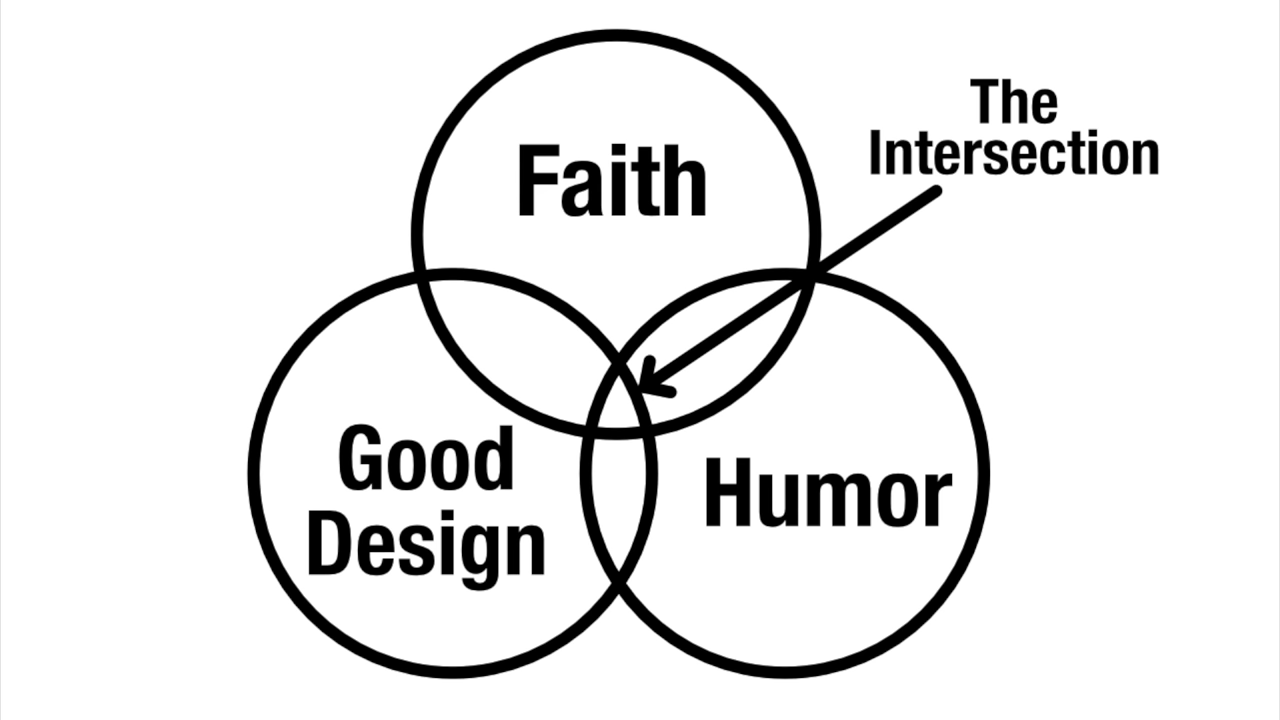 Faith
The
Intersection
Good
Design
Humor